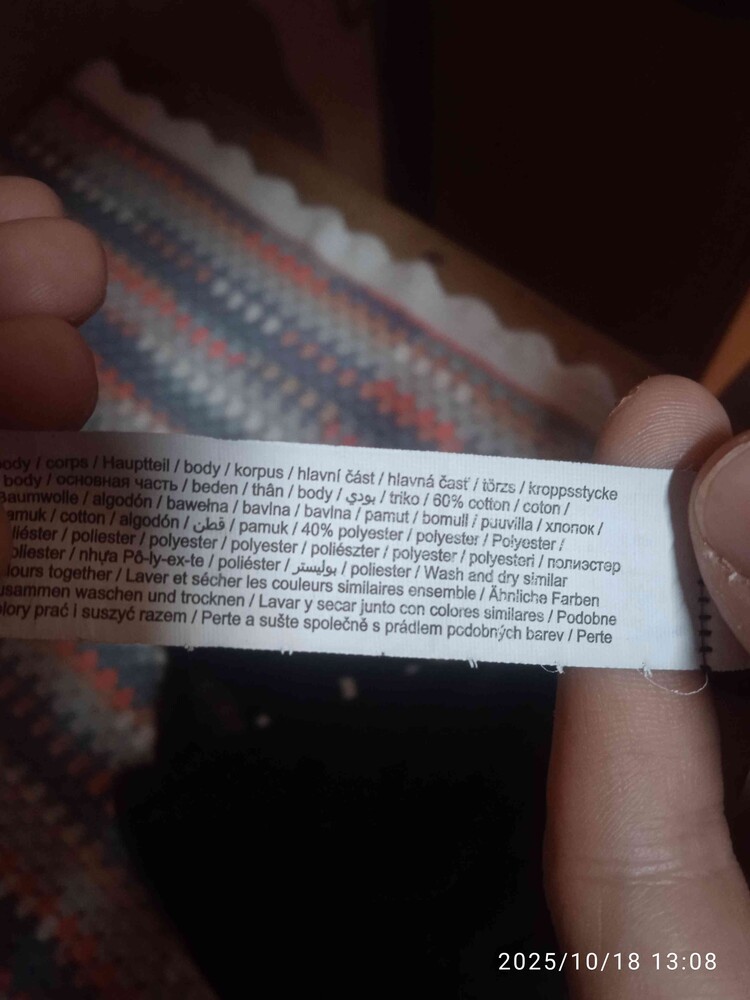 body / corps / Hauptteil / body / korpus / hlavní část / hlavná časť / törzs / kroppsstycke
body / основная часть / beden / thân / body / بودي / triko / 60% cotton / coton /
Baumwolle / algodón / bawełna / bavlna / bavlna / pamut / bomull / puuvilla / хлопок /
amuk / cotton / algodón / قطن / pamuk / 40% polyester / polyester / Polyester /
liéster / poliester / polyester / polyester / poliészter / polyester / polyesteri / полиэстер
oliester / nhựa Pô-ly-ex-te / poliéster / بوليستر / poliester / Wash and dry similar
lours together / Laver et sécher les couleurs similaires ensemble / Ähnliche Farben
usammen waschen und trocknen / Lavar y secar junto con colores similares / Podobne
olory prać i suszyć razem / Perte a sušte společně s prádlem podobných barev / Perte
2025/10/18 13:08